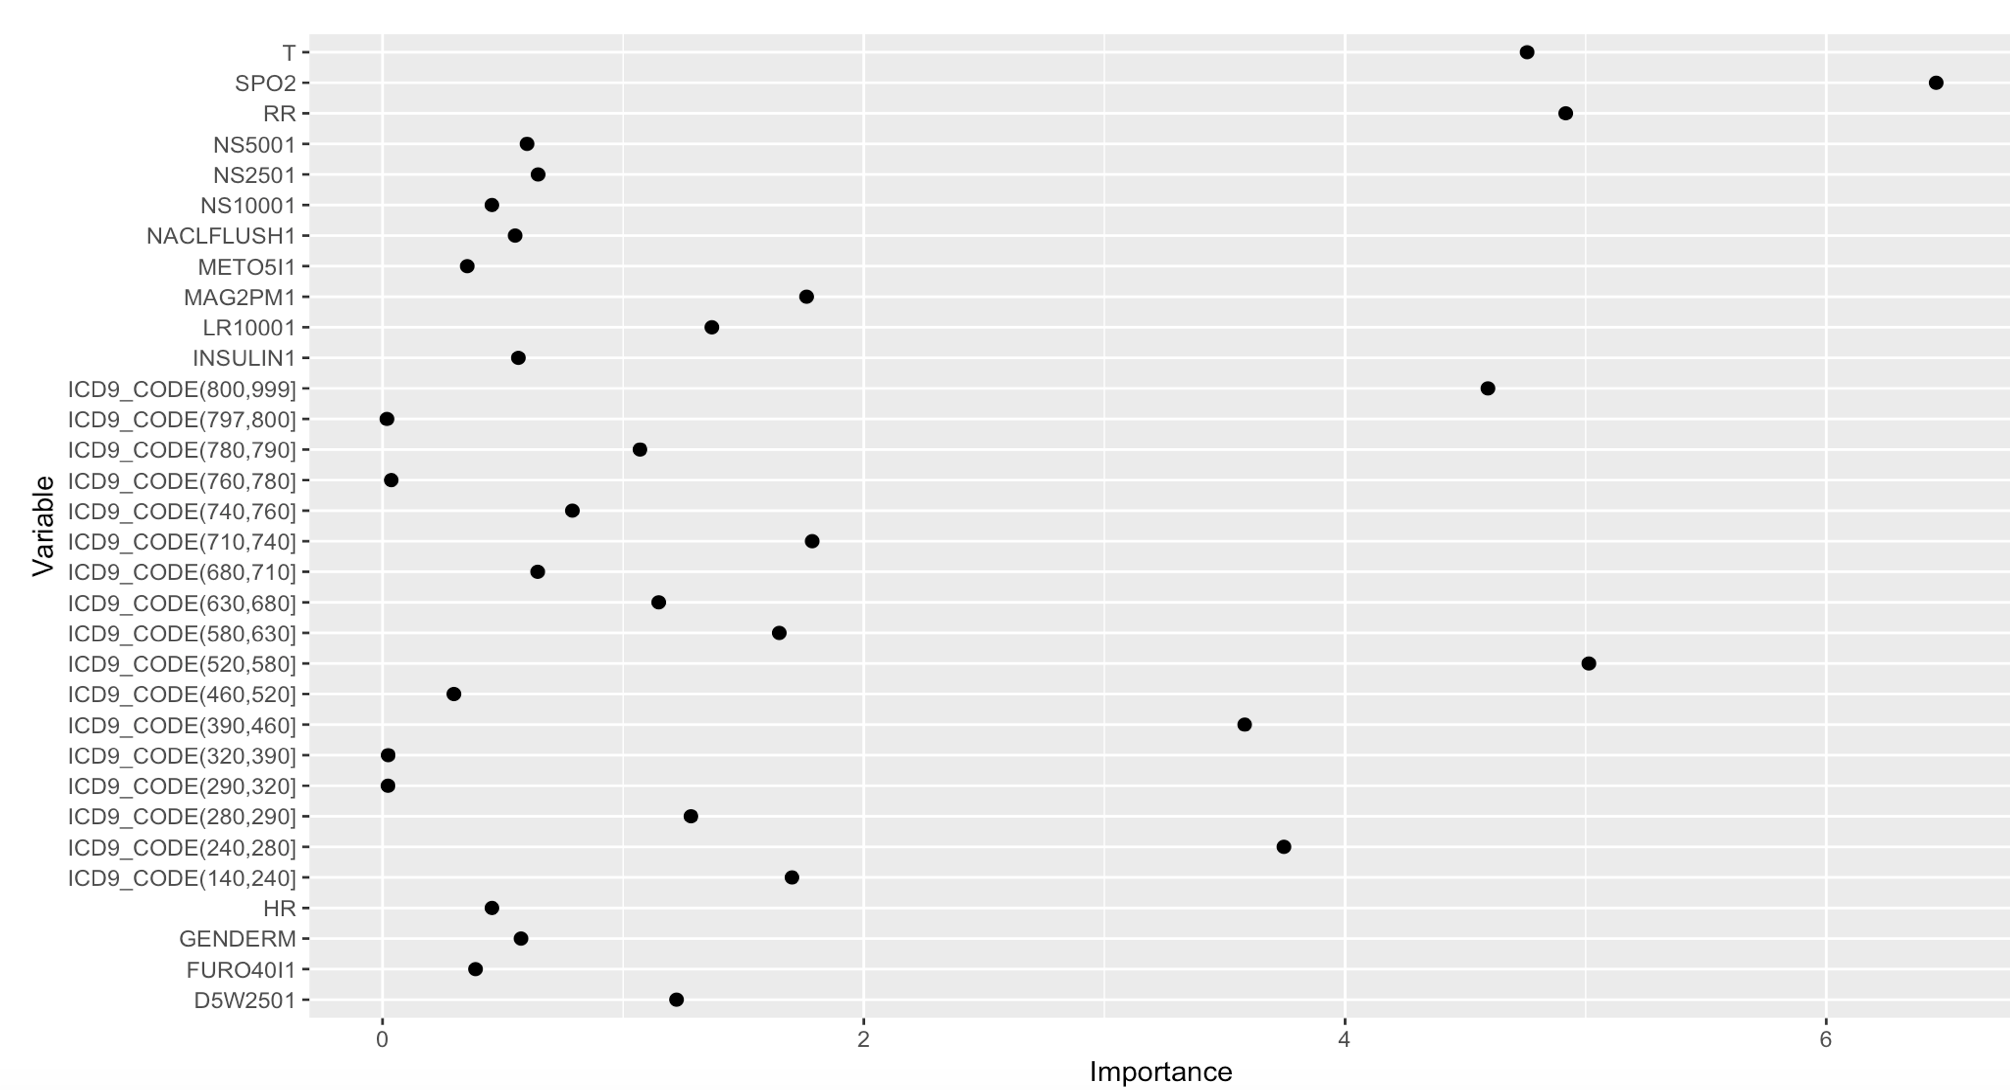 T
SPO2
RR
NS5001
NS2501
NS10001
NACLFLUSH1
METO5I1
MAG2PM1
LR10001
INSULIN1
ICD9_CODE(800,999]
ICD9_CODE(797,800]
ICD9_CODE(780,790]
ICD9_CODE(760,780]
ICD9_CODE(740,760]
ICD9_CODE(710,740]
ICD9_CODE(680,710]
ICD9_CODE(630,680]
ICD9_CODE(580,630]
ICD9_CODE(520,580]
ICD9_CODE(460,520]
ICD9_CODE(390,460]
ICD9_CODE(320,390]
ICD9_CODE(290,320]
ICD9_CODE(280,290]
ICD9_CODE(240,280]
ICD9_CODE(140,240]
HR
GENDERM
FURO40I1
D5W2501
Variable
0 2 4 6
Importance